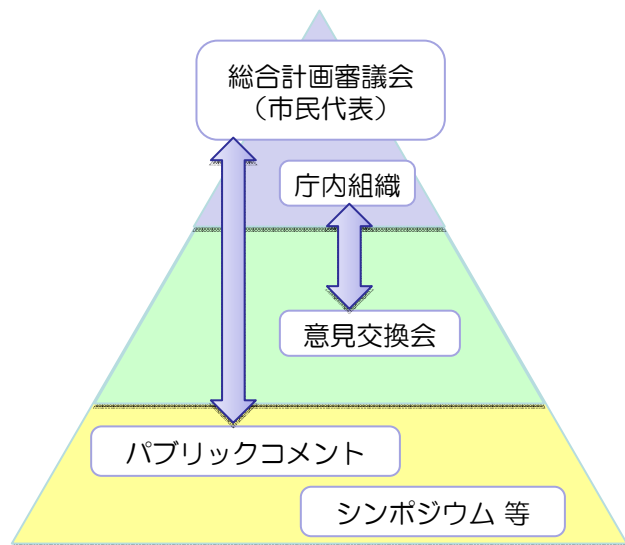 総合計画審議会
（市民代表）
庁内組織
意見交換会
パブリックコメント
シンポジウム 等